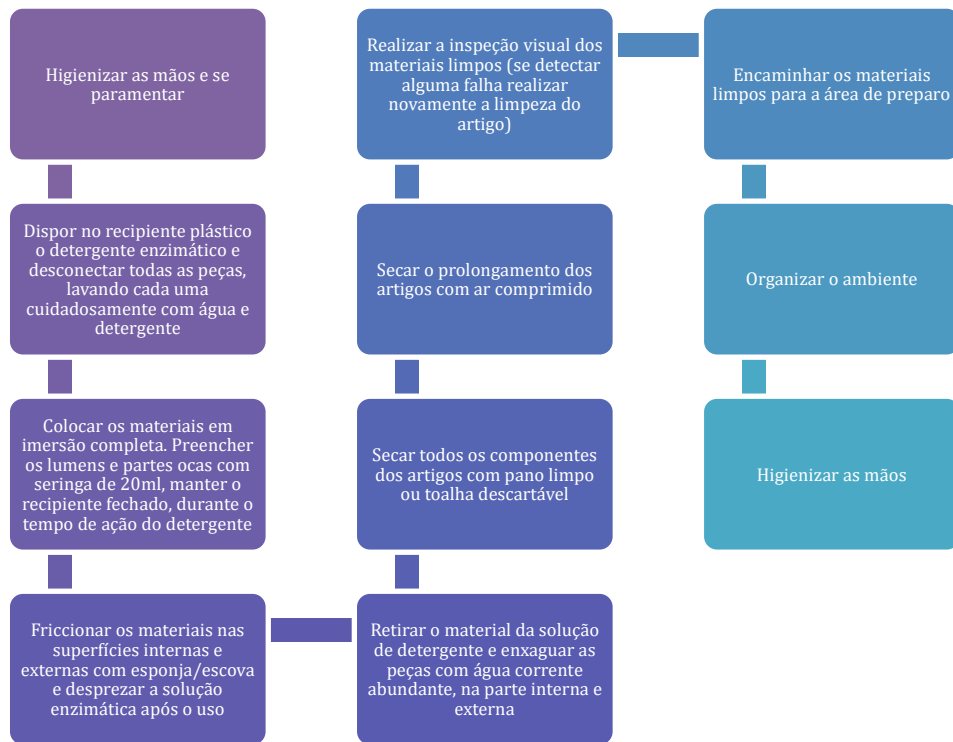 Higienizar as mãos e se
paramentar
Dispor no recipiente plástico
o detergente enzimático e
desconectar todas as peças,
lavando cada uma
cuidadosamente com água e
detergente
Colocar os materiais em
imersão completa. Preencher
os lumens e partes ocas com
seringa de 20ml, manter o
recipiente fechado, durante o
tempo de ação do detergente
Friccionar os materiais nas
superfícies internas e
externas com esponja/escova
e desprezar a solução
enzimática após o uso
Retirar o material da solução
de detergente e enxaguar as
peças com água corrente
abundante, na parte interna e
externa
Secar todos os componentes
dos artigos com pano limpo
ou toalha descartável
Secar o prolongamento dos
artigos com ar comprimido
Realizar a inspeção visual dos
materiais limpos (se detectar
alguma falha realizar
novamente a limpeza do
artigo)
Encaminhar os materiais
limpos para a área de preparo
Organizar o ambiente
Higienizar as mãos